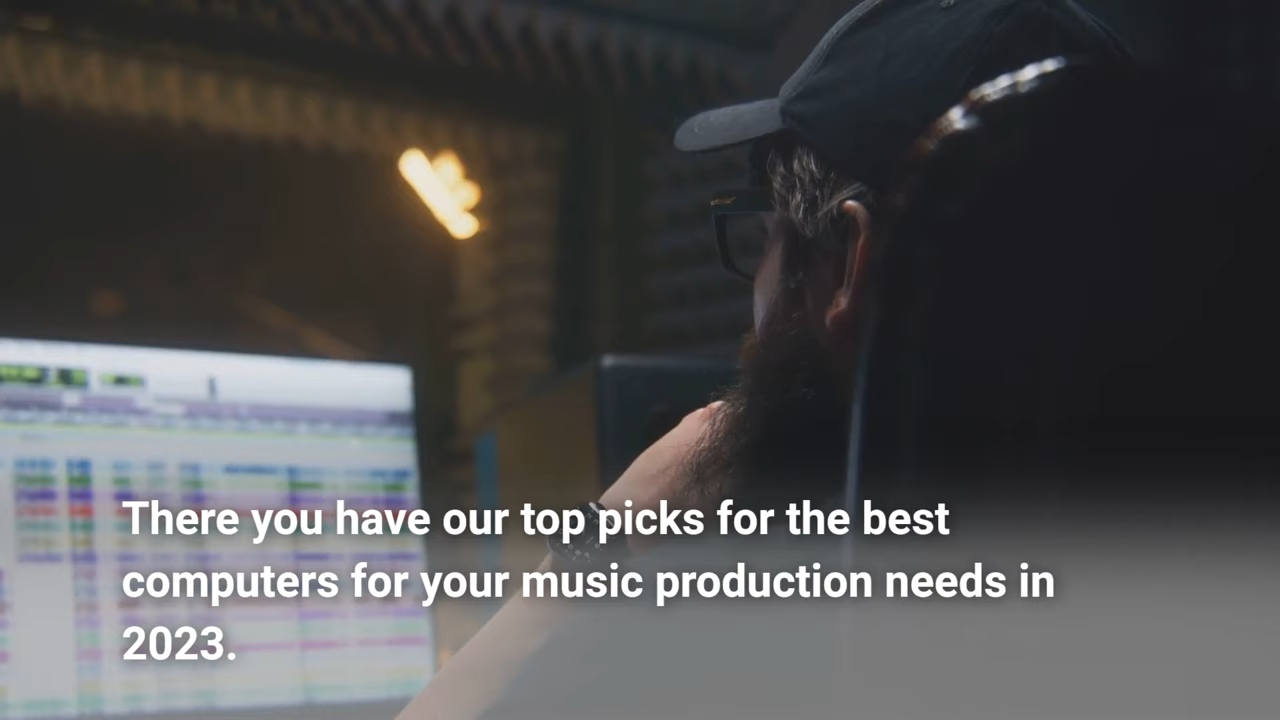 There you have our top picks for the best
computers for your music production needs in
2023.